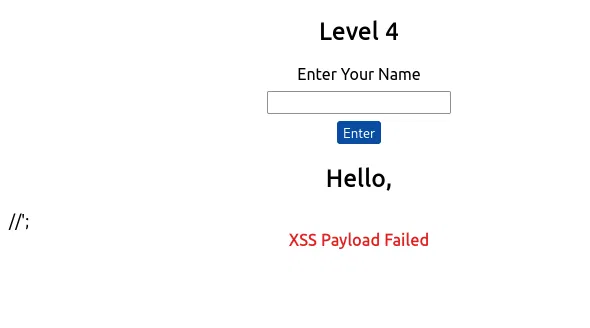 Level 4
Enter Your Name
Enter
Hello,
//';
XSS Payload Failed